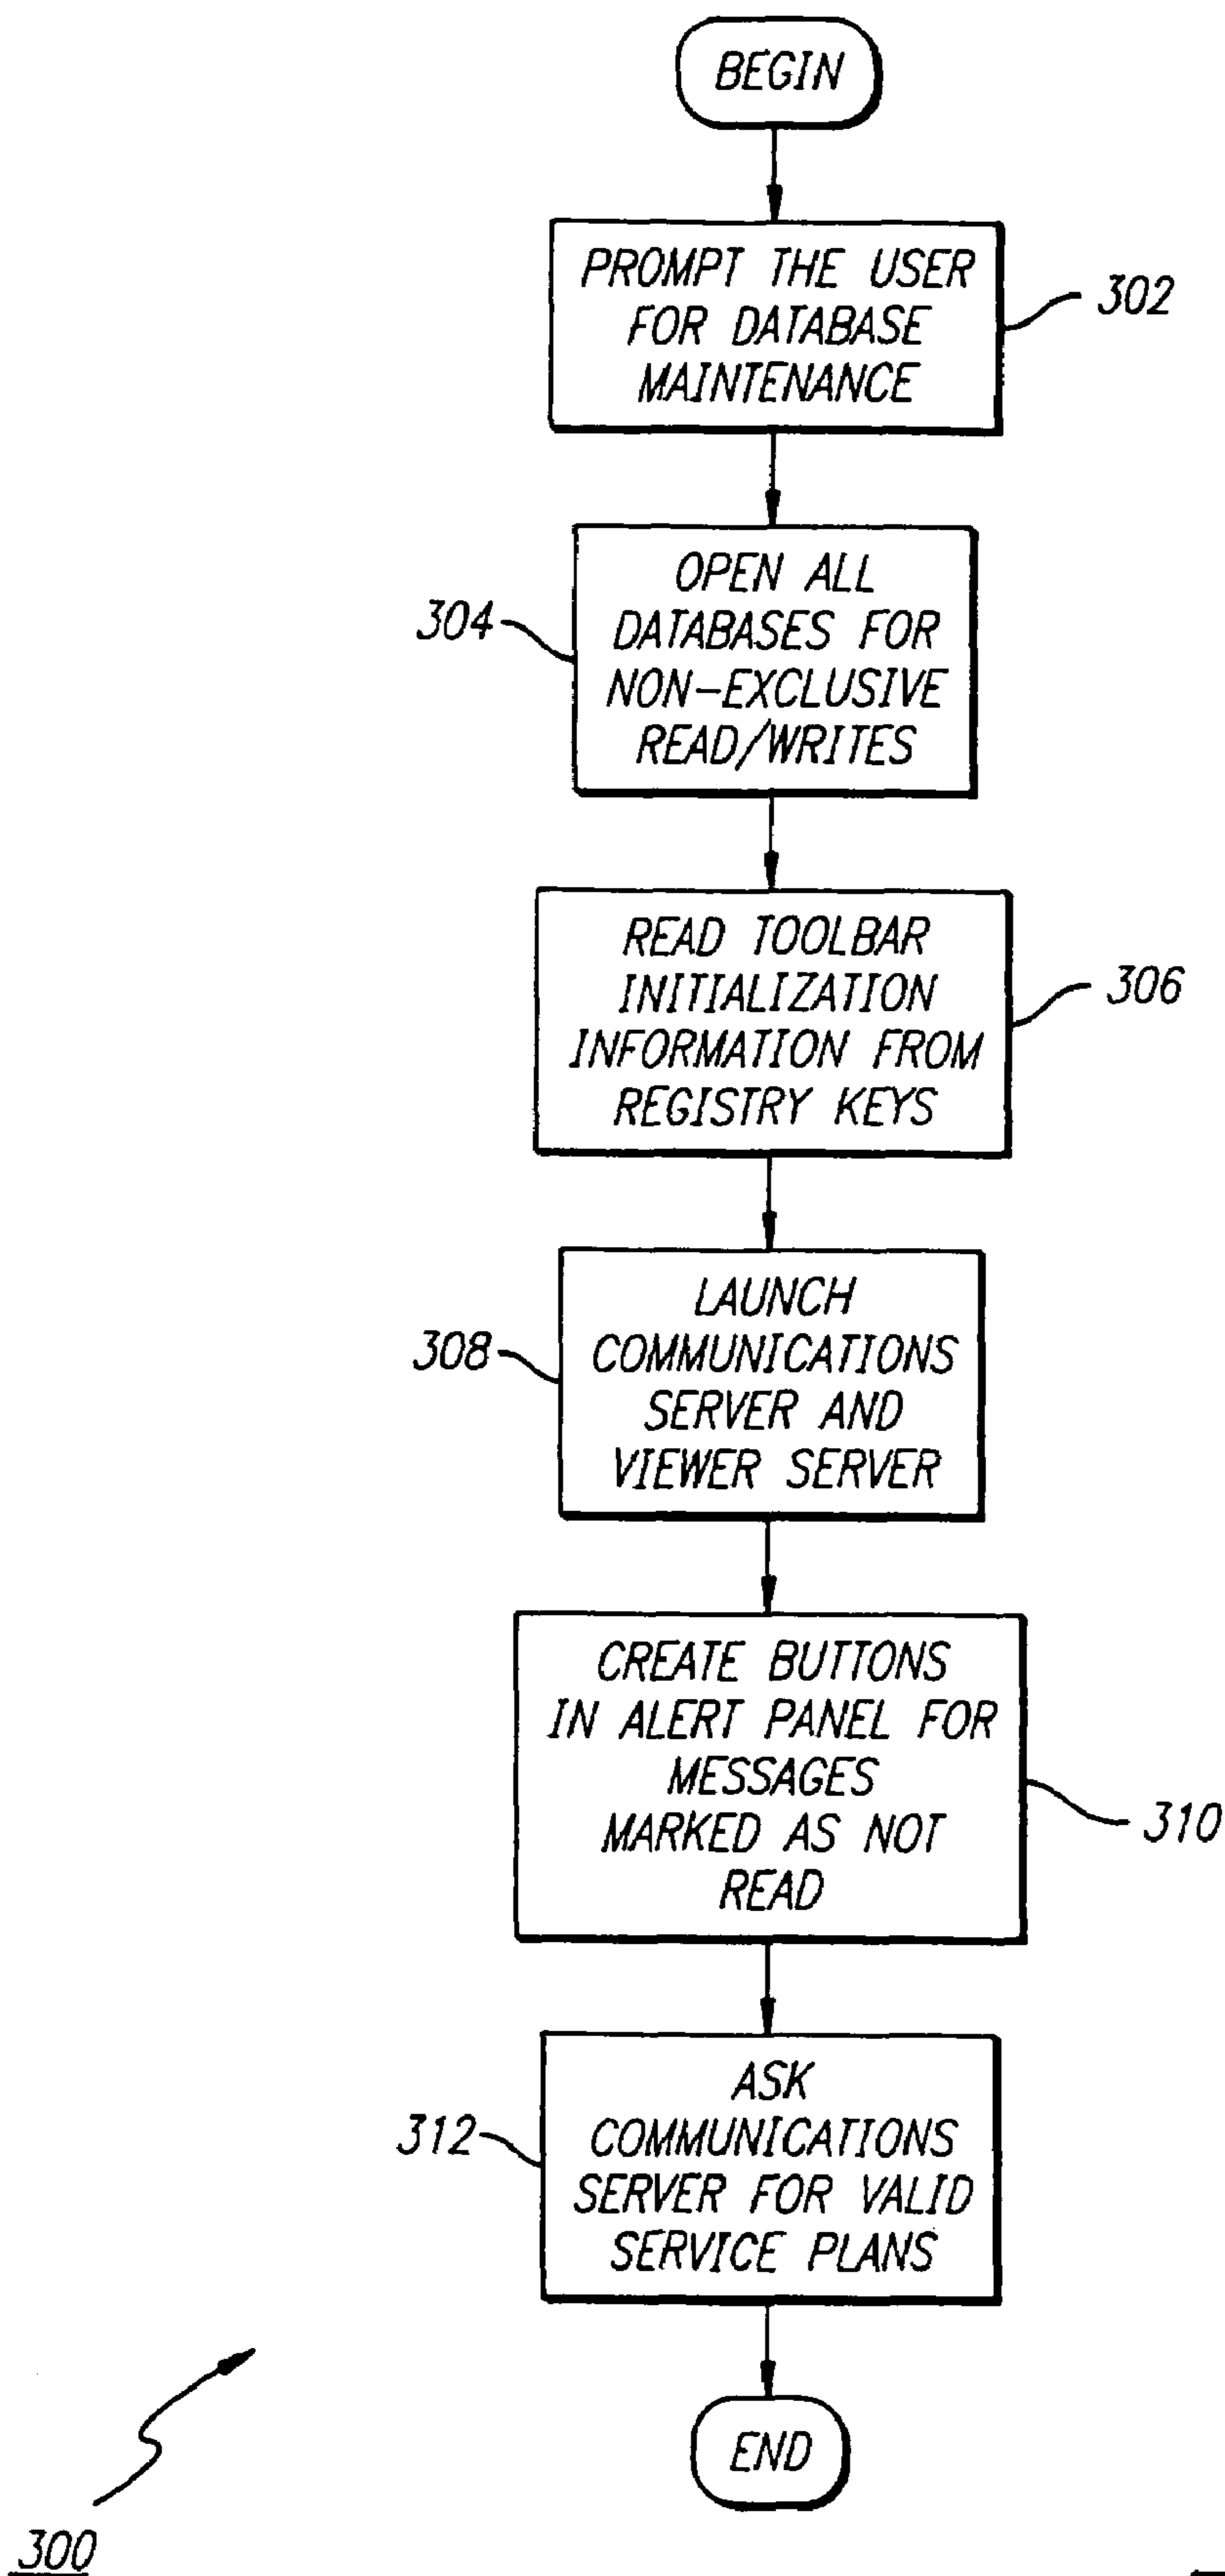 BEGIN
PROMPT THE USER
FOR DATABASE
MAINTENANCE
302
OPEN ALL
DATABASES FOR
NON-EXCLUSIVE
READ/WRITES
304
READ TOOLBAR
INITIALIZATION
INFORMATION FROM
REGISTRY KEYS
306
LAUNCH
COMMUNICATIONS
SERVER AND
VIEWER SERVER
308
CREATE BUTTONS
IN ALERT PANEL FOR
MESSAGES
MARKED AS NOT
READ
310
ASK
COMMUNICATIONS
SERVER FOR VALID
SERVICE PLANS
312
END
300